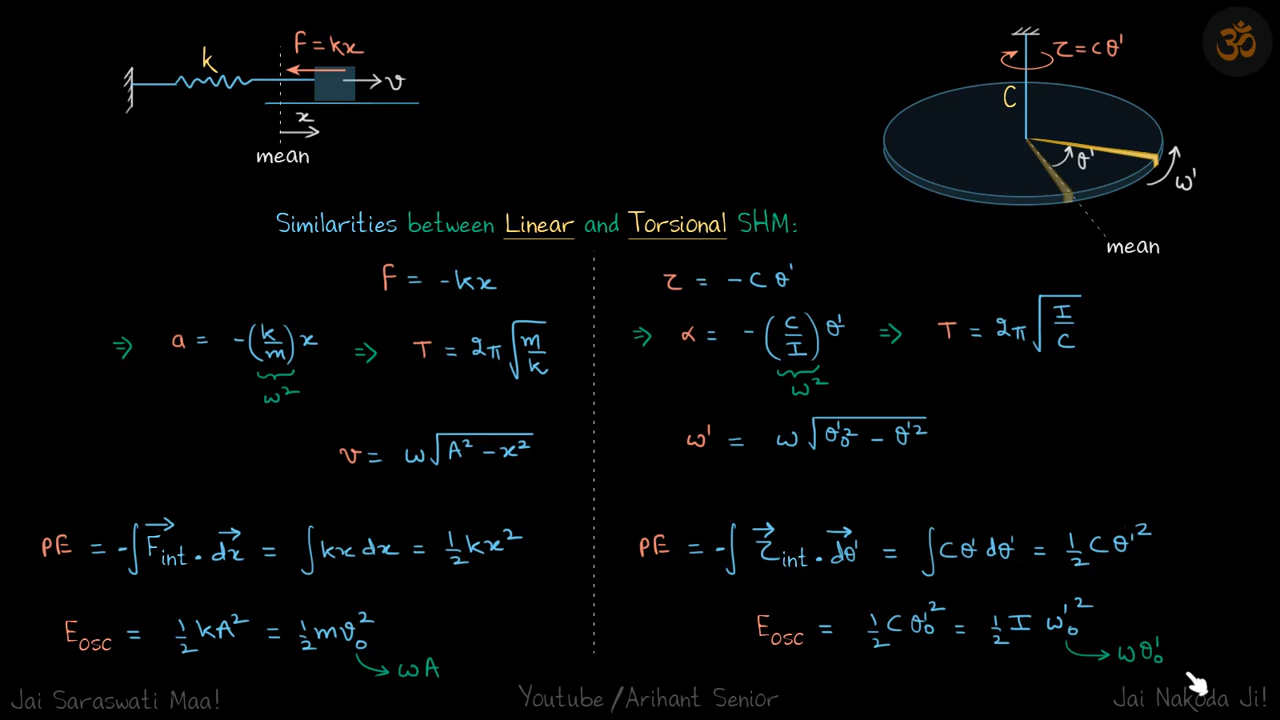 F = kx
k
v
x
mean
ॐ
τ = cθ'
C
θ'
ω'
mean
Similarities between Linear and Torsional SHM:
F = -kx
⇒ a = -(k/m)x ⇒ T = 2π√(m/k)
ω²
v = ω√(A² - x²)
PE = -∫F⃗int · d⃗x = ∫kx dx = ½kx²
Eosc = ½kA² = ½mv₀²
→ ωA
τ = -Cθ'
⇒ α = -(C/I)θ' ⇒ T = 2π√(I/C)
ω²
ω' = ω√(θ'₀² - θ'²)
PE = -∫τ⃗int · d⃗θ' = ∫Cθ'dθ' = ½Cθ'²
Eosc = ½Cθ'₀² = ½Iω'₀²
→ ωθ'₀
Jai Saraswati Maa!
Youtube/Arihant Senior
Jai Nakoda Ji!